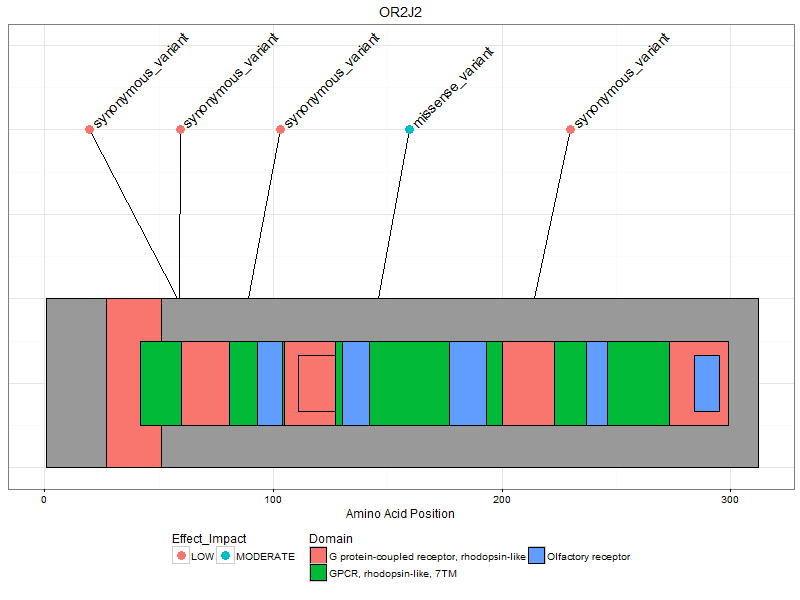 OR2J2
synonymous_variant
synonymous_variant
synonymous_variant
missense_variant
synonymous_variant
0
100
200
300
Amino Acid Position
Effect_Impact
LOW
MODERATE
Domain
G protein-coupled receptor, rhodopsin-like
Olfactory receptor
GPCR, rhodopsin-like, 7TM